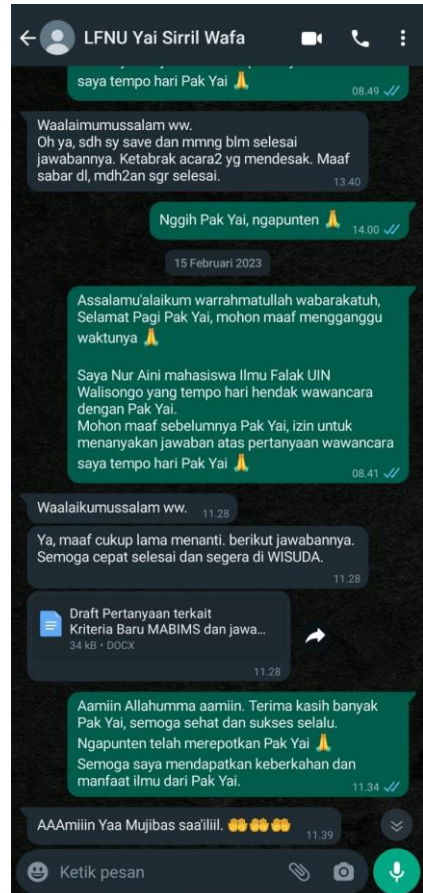 LFNU Yai Sirril Wafa
saya tempo hari Pak Yai 🙏
08.49
Waalaimumussalam ww.
Oh ya, sdh sy save dan mmng blm selesai
jawabannya. Ketabrak acara2 yg mendesak. Maaf
sabar dl, mdh2an sgr selesai.
13.40
Nggih Pak Yai, ngapunten 🙏
14.00
15 Februari 2023
Assalamu'alaikum warrahmatullah wabarakatuh,
Selamat Pagi Pak Yai, mohon maaf mengganggu
waktunya 🙏
Saya Nur Aini mahasiswa Ilmu Falak UIN
Walisongo yang tempo hari hendak wawancara
dengan Pak Yai.
Mohon maaf sebelumnya Pak Yai, izin untuk
menanyakan jawaban atas pertanyaan wawancara
saya tempo hari Pak Yai 🙏
08.41
Waalaikumussalam ww. 11.28
Ya, maaf cukup lama menanti. berikut jawabannya.
Semoga cepat selesai dan segera di WISUDA.
11.28
Draft Pertanyaan terkait
Kriteria Baru MABIMS dan jawa...
34 kB • DOCX
11.28
Aamiin Allahumma aamiin. Terima kasih banyak
Pak Yai, semoga sehat dan sukses selalu.
Ngapunten telah merepotkan Pak Yai 🙏
Semoga saya mendapatkan keberkahan dan
manfaat ilmu dari Pak Yai.
11.34
AAAmiiin Yaa Mujibas saa'iliil. 🤲🤲🤲 11.39
Ketik pesan